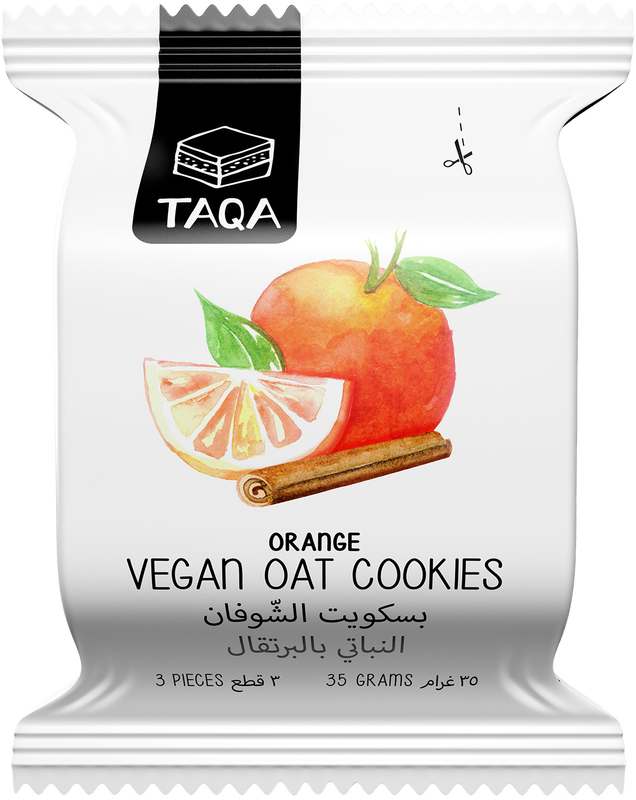 TAQA
ORANGE
VEGAN OAT COOKIES
بسكويت الشّوفان
النباتي بالبرتقال
3 PIECES ٣ قطع 35 GRAMS ٣٥ غرام